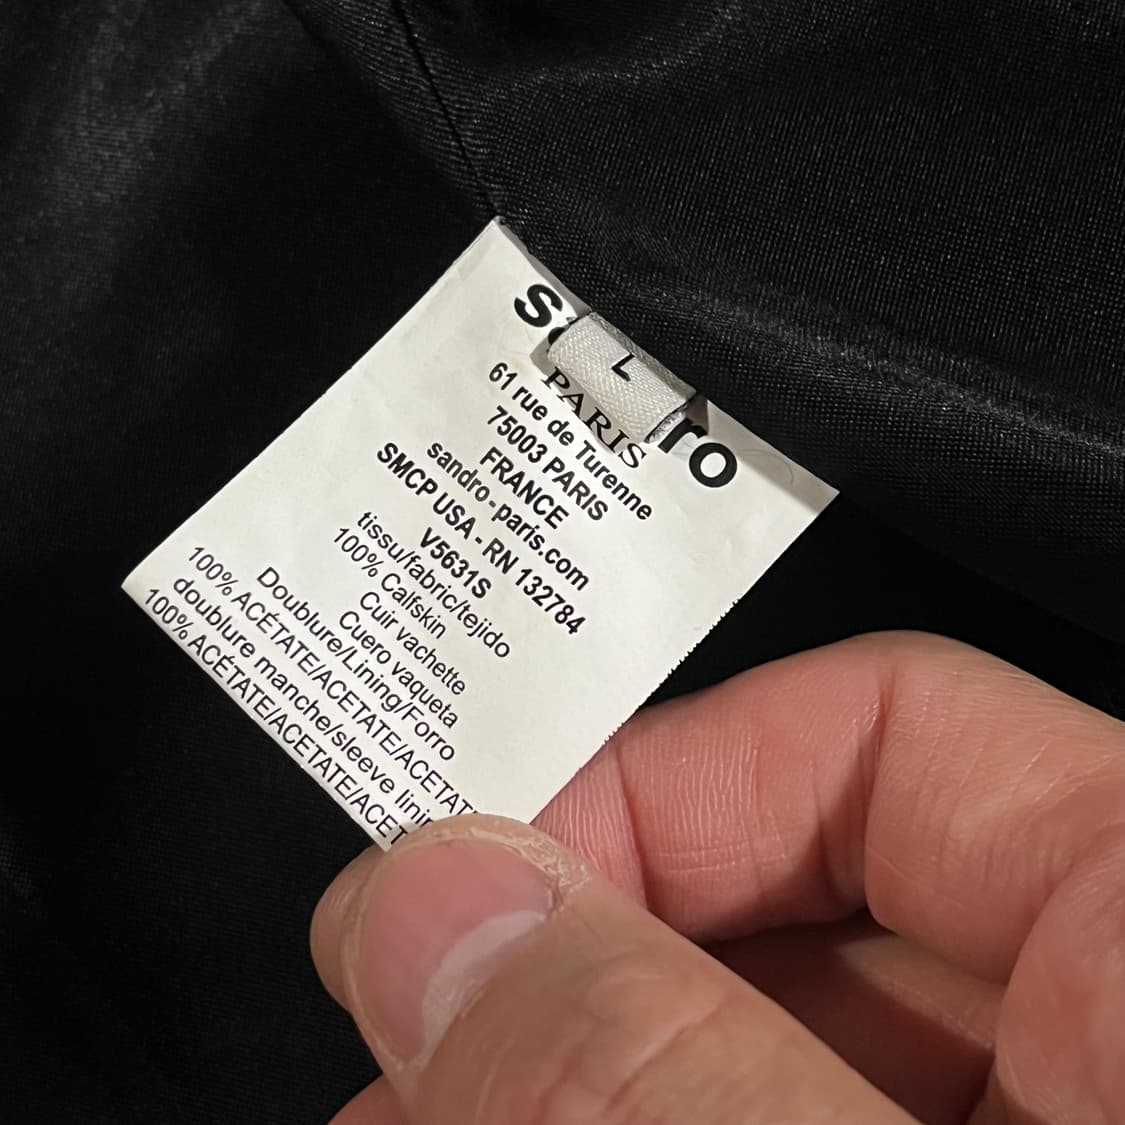 L
PARIS
61 rue de Turenne
75003 PARIS
FRANCE
sandro-paris.com
SMCP USA - RN 132784
V5631S
tissu/fabric/tejido
100% Calfskin
Cuir vachette
Cuero vaqueta
Doublure/Lining/Forro
100% ACÉTATE/ACETATE/ACETAT
doublure manche/sleeve lini
100% ACÉTATE/ACETATE/ACET